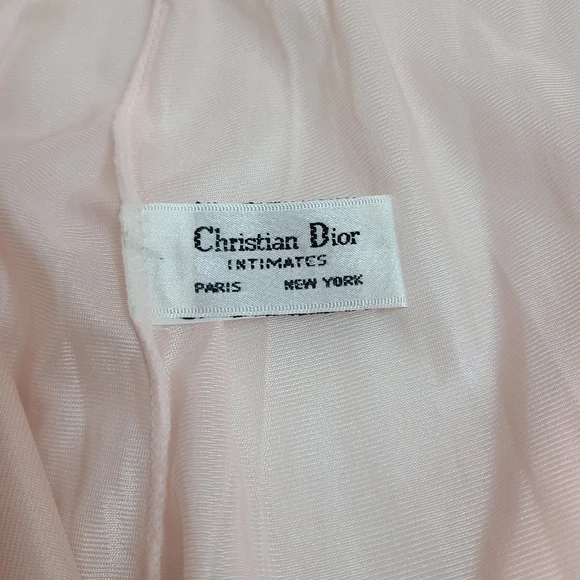 Christian Dior
INTIMATES
PARIS NEW YORK